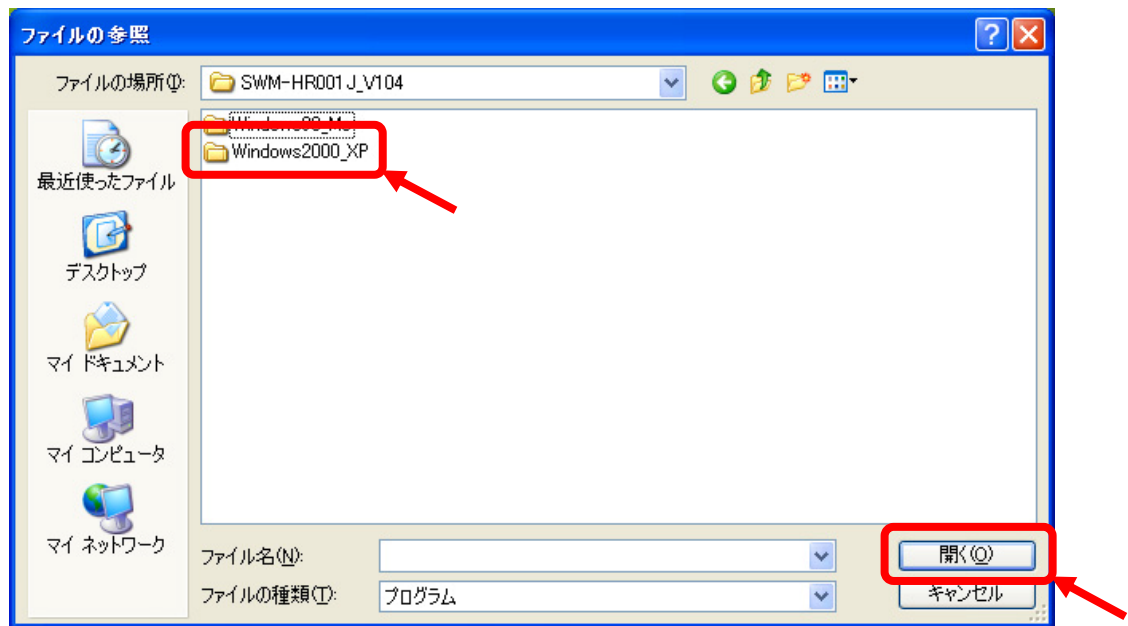 ファイルの参照
ファイルの場所(I):
SWM-HR001J_V104
Windows2000_XP
最近使ったファイル
デスクトップ
マイ ドキュメント
マイ コンピュータ
マイ ネットワーク
ファイル名(N):
開く(O)
ファイルの種類(T):
プログラム
キャンセル